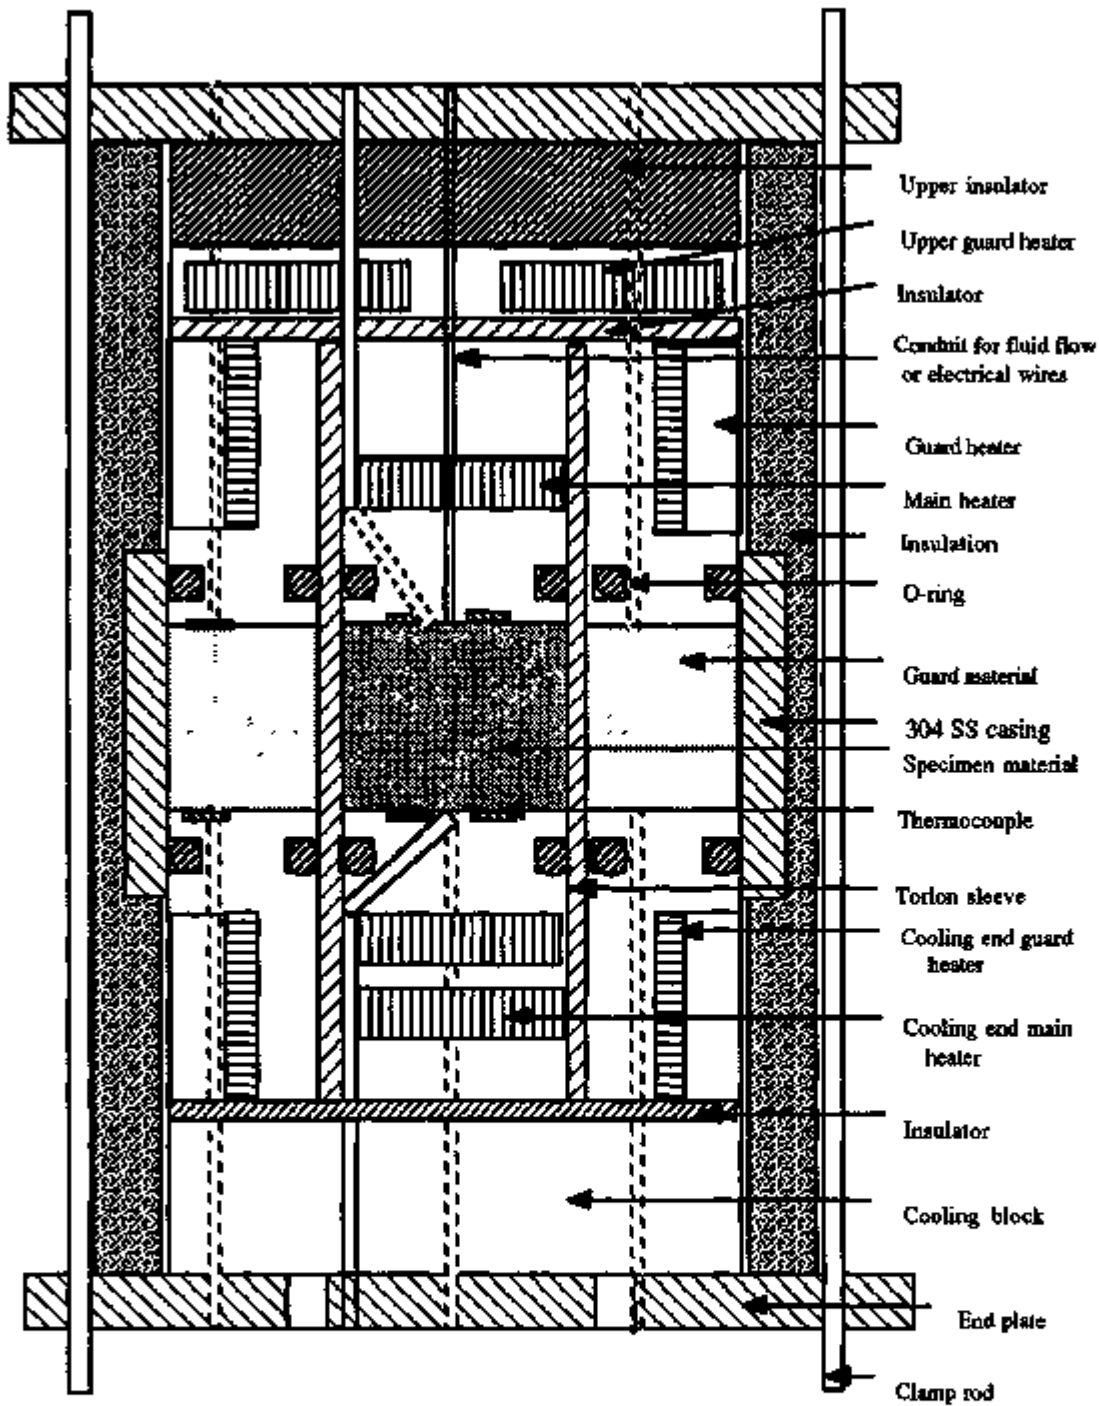 Upper insulator
Upper guard heater
Insulator
Conduit for fluid flow
or electrical wires
Guard heater
Main heater
Insulation
O-ring
Guard material
304 SS casing
Specimen material
Thermocouple
Torlon sleeve
Cooling end guard
heater
Cooling end main
heater
Insulator
Cooling block
End plate
Clamp rod